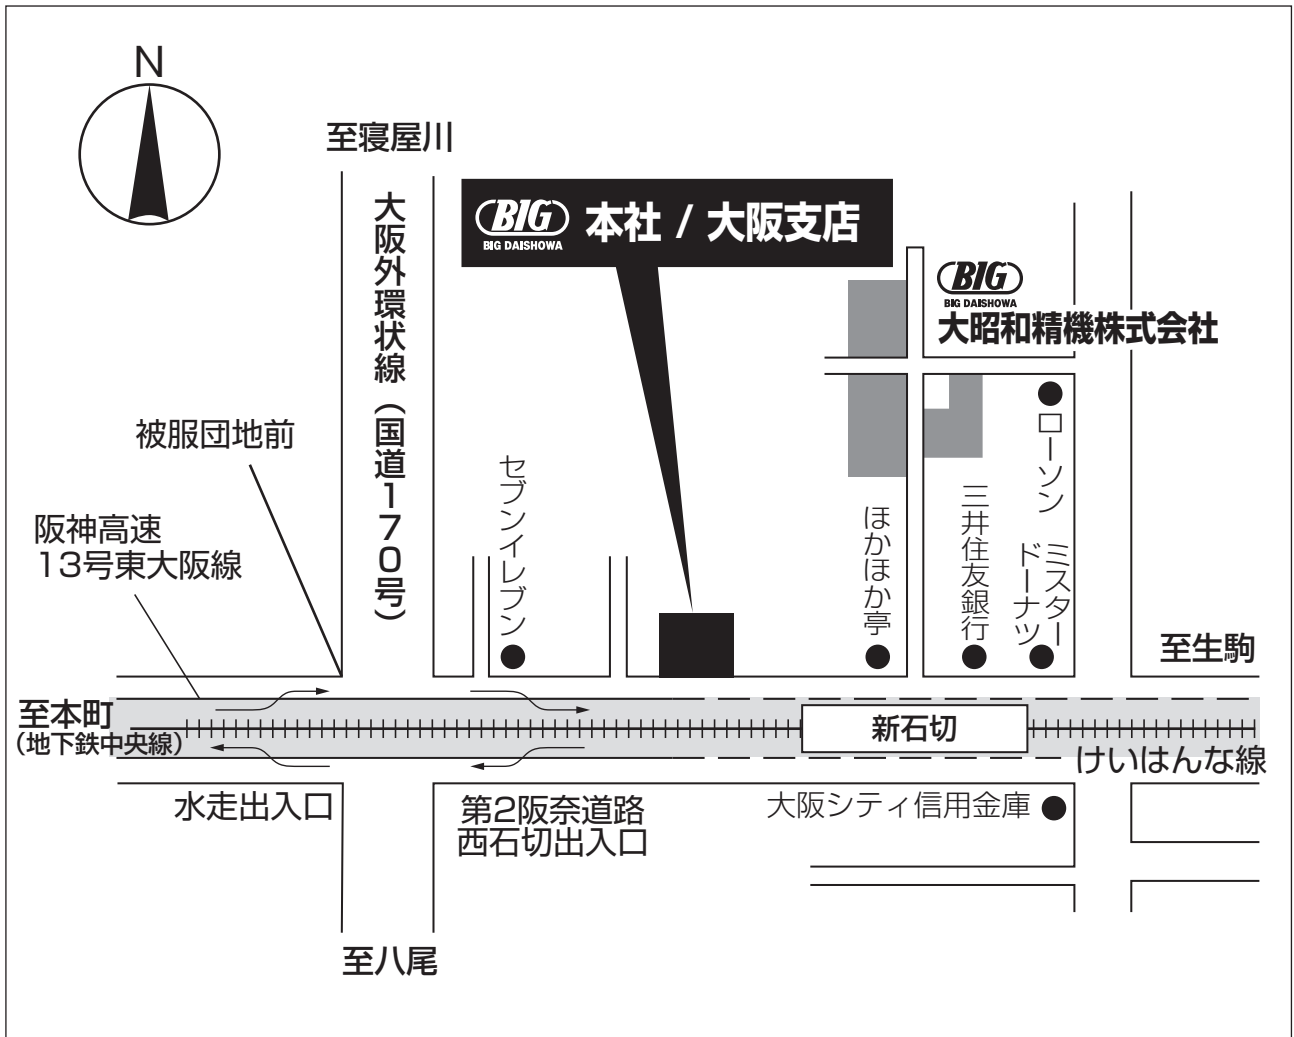 N
至寝屋川
大阪外環状線（国道170号）
BIG
BIG DAISHOWA
本社 / 大阪支店
BIG
BIG DAISHOWA
大昭和精機株式会社
被服団地前
阪神高速
13号東大阪線
セブンイレブン
ほかほか亭
三井住友銀行
ローソン
ミスター
ドーナツ
至生駒
至本町
（地下鉄中央線）
新石切
けいはんな線
水走出入口
第2阪奈道路
西石切出入口
大阪シティ信用金庫
至八尾